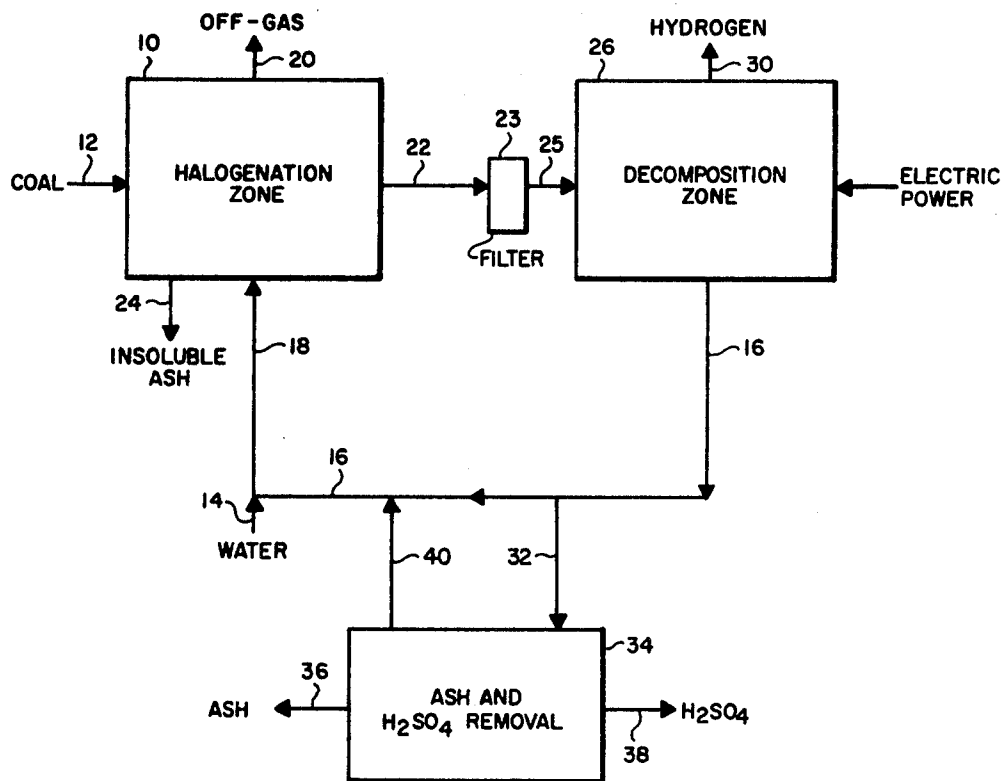 OFF-GAS
HYDROGEN
10
20
26
30
12
COAL
HALOGENATION
ZONE
22
23
25
DECOMPOSITION
ZONE
ELECTRIC
POWER
FILTER
24
INSOLUBLE
ASH
18
16
16
14
WATER
40
32
34
36
ASH
ASH AND
H₂SO₄ REMOVAL
38
H₂SO₄